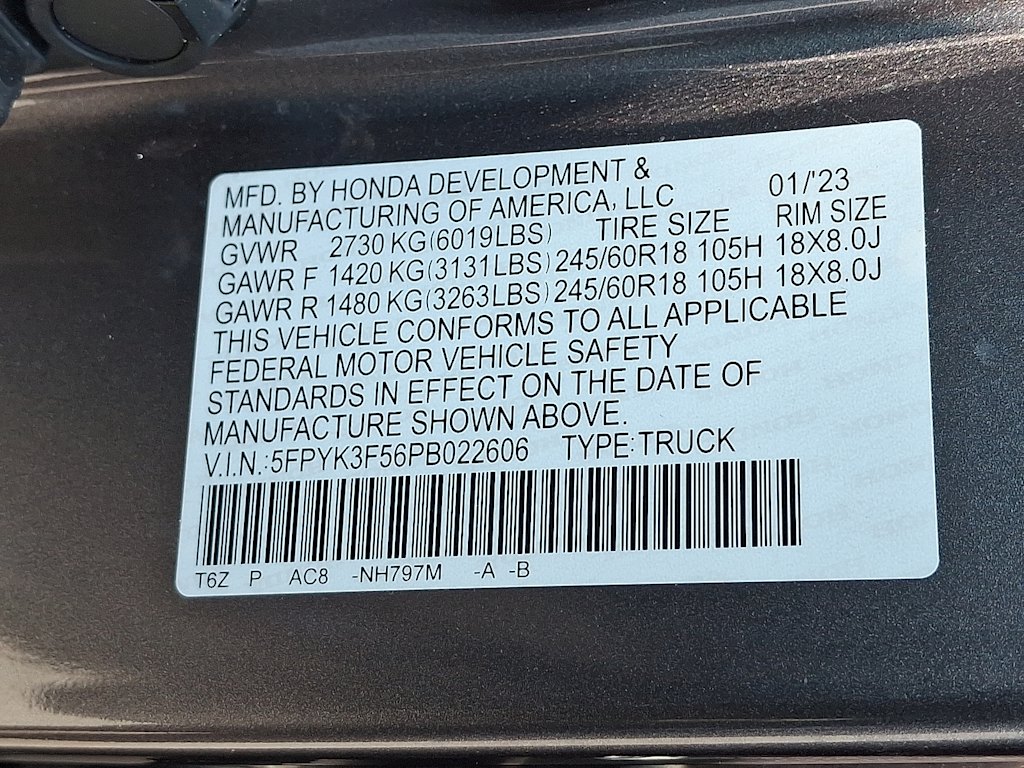 MFD. BY HONDA DEVELOPMENT &
MANUFACTURING OF AMERICA, LLC 01/'23
GVWR 2730 KG(6019LBS) TIRE SIZE RIM SIZE
GAWR F 1420 KG(3131LBS) 245/60R18 105H 18X8.0J
GAWR R 1480 KG(3263LBS) 245/60R18 105H 18X8.0J
THIS VEHICLE CONFORMS TO ALL APPLICABLE
FEDERAL MOTOR VEHICLE SAFETY
STANDARDS IN EFFECT ON THE DATE OF
MANUFACTURE SHOWN ABOVE.
V.I.N.:5FPYK3F56PB022606 TYPE:TRUCK
T6Z P AC8 -NH797M -A -B